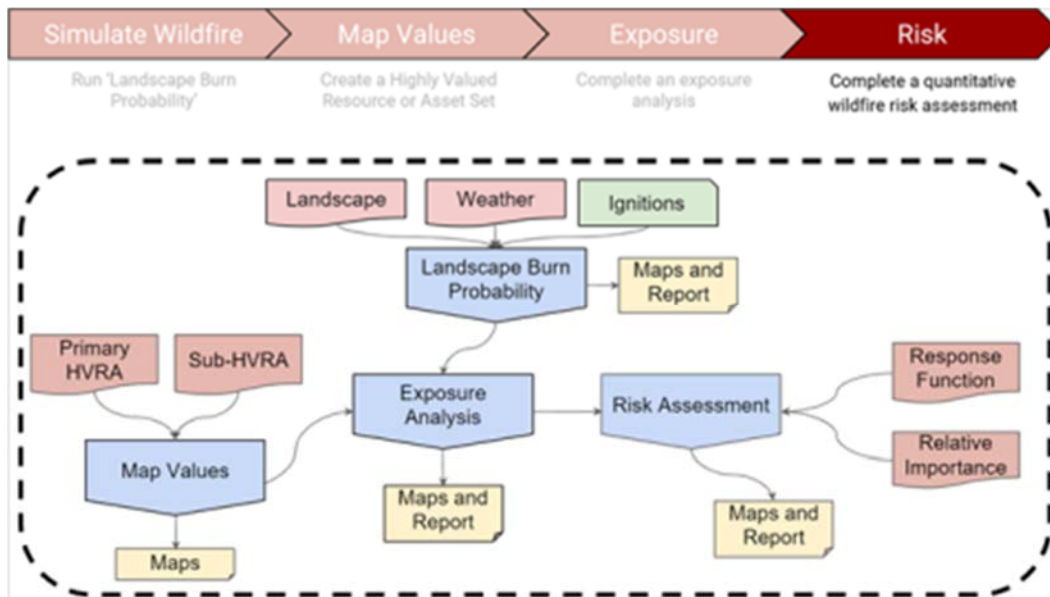 Simulate Wildfire
Map Values
Exposure
Risk
Run 'Landscape Burn
Probability'
Create a Highly Valued
Resource or Asset Set
Complete an exposure
analysis
Complete a quantitative
wildfire risk assessment
Landscape
Weather
Ignitions
Landscape Burn
Probability
Maps and
Report
Primary
HVRA
Sub-HVRA
Exposure
Analysis
Risk Assessment
Response
Function
Map Values
Relative
Importance
Maps and
Report
Maps and
Report
Maps